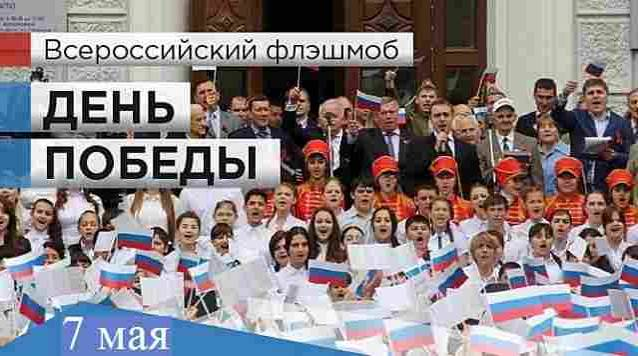 Всероссийский флэшмоб
ДЕНЬ
ПОБЕДЫ
7 мая